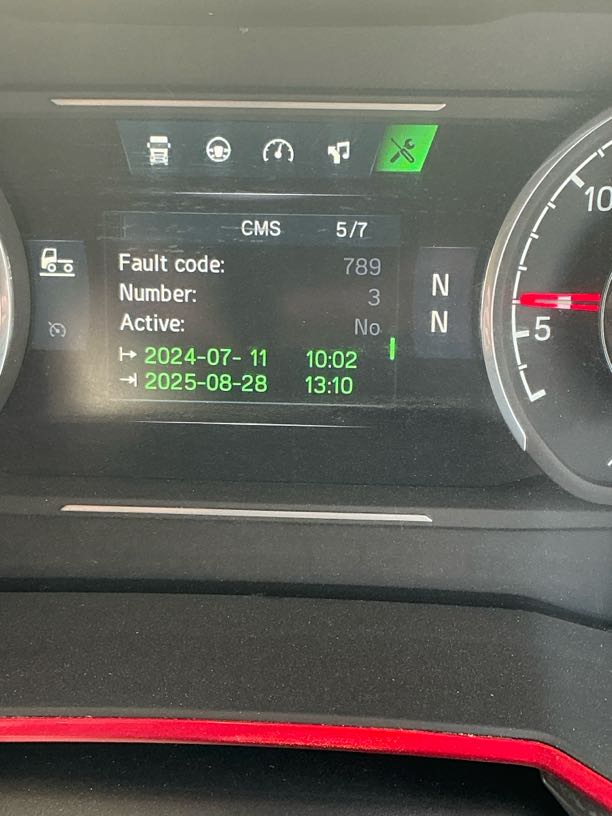 CMS 5/7
Fault code: 789
Number: 3
Active: No
2024-07- 11 10:02
2025-08-28 13:10
N
N
10
5